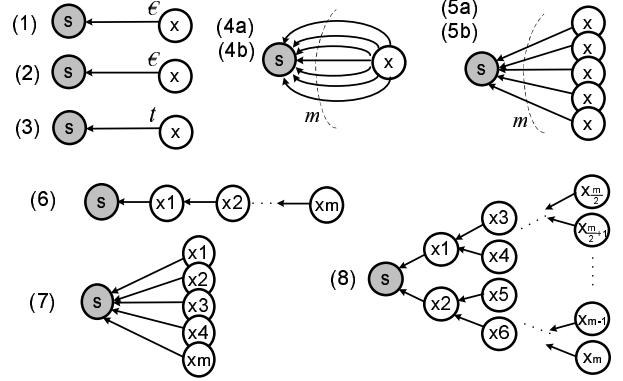 (1) s € x
(2) s € x
(3) s t x
(4a)
(4b) s x
m
(5a)
(5b) s x x x x x
m
(6) s x1 x2 ... xm
(7) s x1 x2 x3 x4 xm
(8) s x1 x2 x3 x4 x5 x6 ... xm/2 xm/2+1 ... xm-1 xm